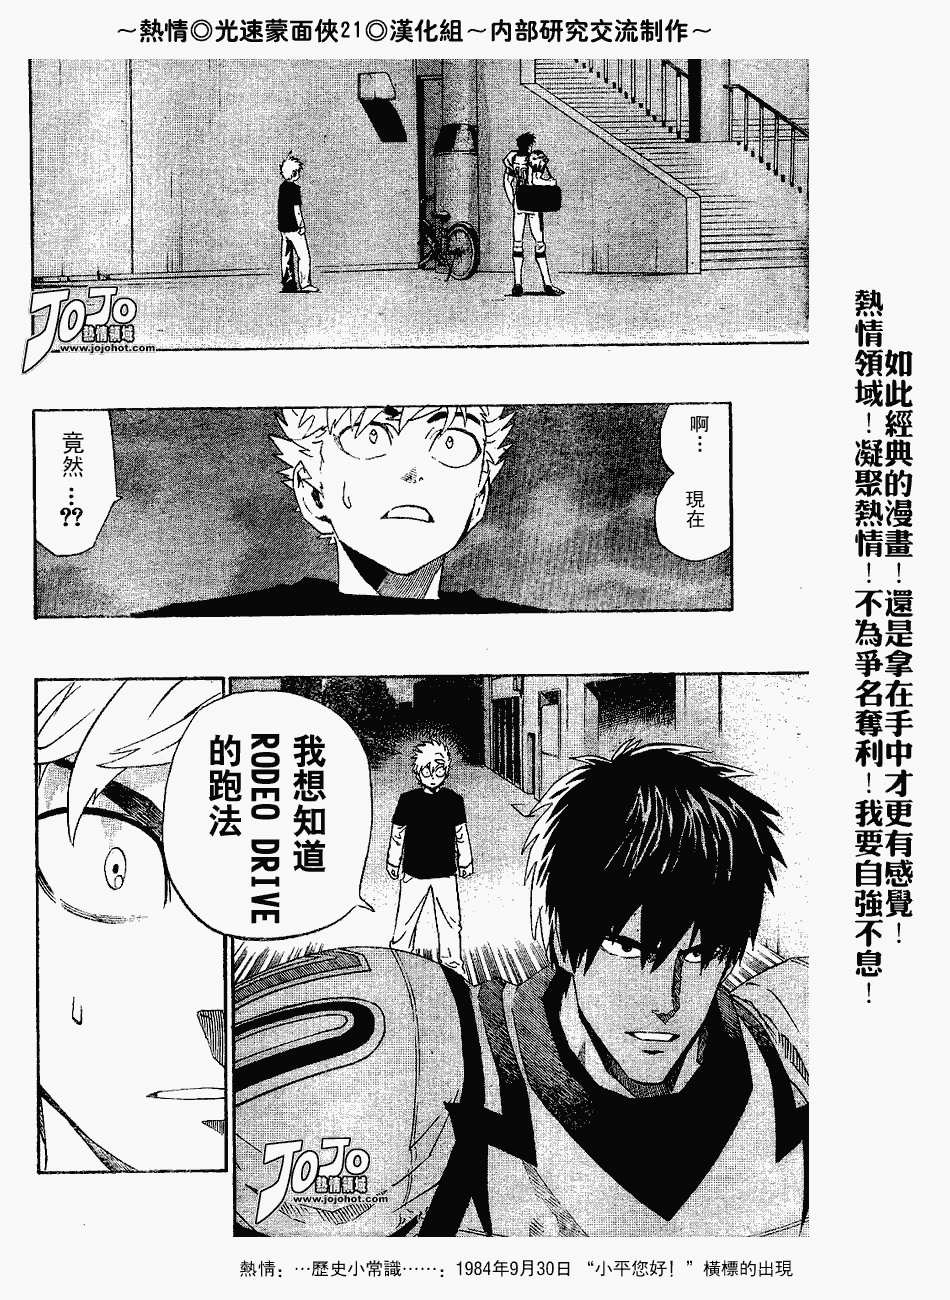 ～熱情◎光速蒙面俠21◎漢化組～内部研究交流制作～
JOJO
熱情領域
www.jojohot.com
如此經典的漫畫！還是拿在手中才更有感覺！
熱情領域！凝聚熱情！不為爭名奪利！我要自強不息！
啊…
現在
竟然…??
我想知道
RODEO DRIVE
的跑法
JOJO
熱情領域
www.jojohot.com
熱情：…歷史小常識……：1984年9月30日 “小平您好！”橫標的出現